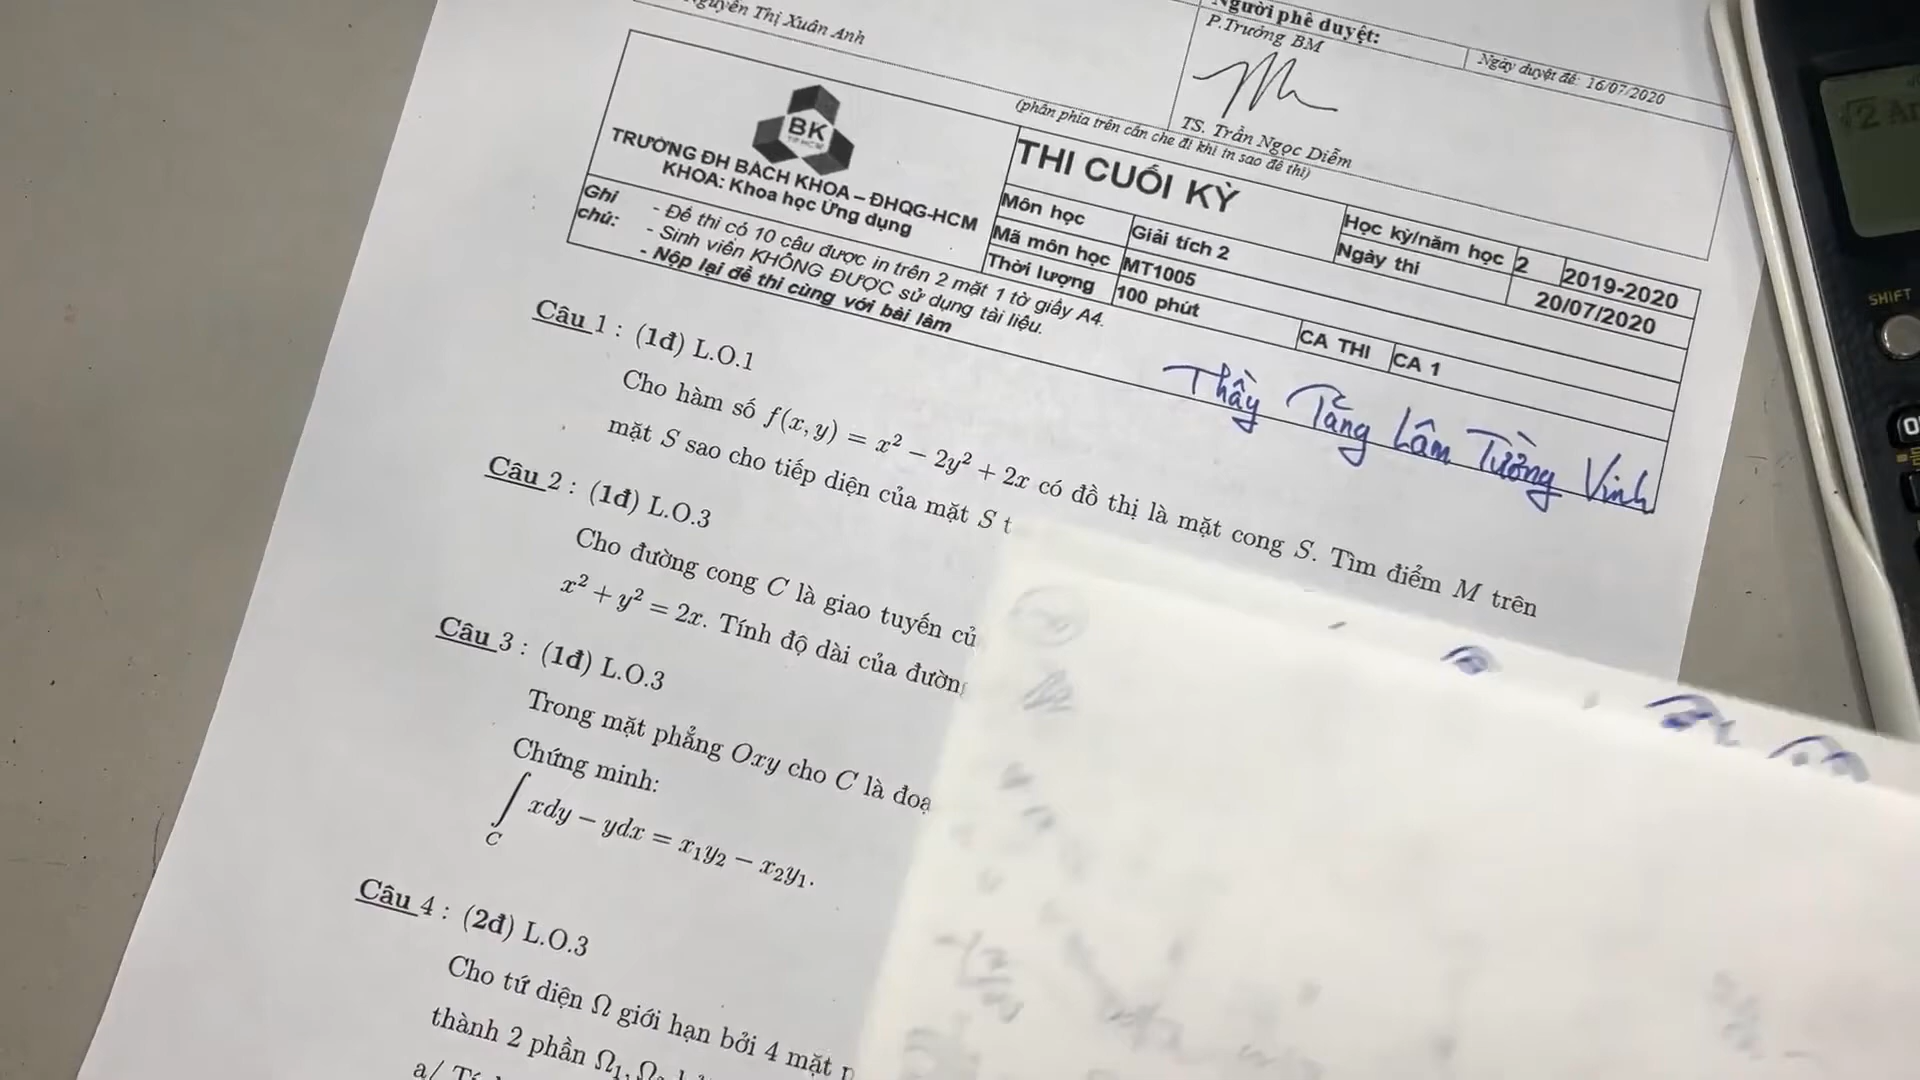 Nguyễn Thị Xuân Anh
Người phê duyệt:
P.Trưởng BM
Ngày duyệt đề: 16/07/2020
TS. Trần Ngọc Diễm
(phần phía trên cần che đi khi in sao đề thi)
BK
TP.HCM
TRƯỜNG ĐH BÁCH KHOA – ĐHQG-HCM
KHOA: Khoa học Ứng dụng
THI CUỐI KỲ
Học kỳ/năm học 2 2019-2020
Ngày thi 20/07/2020
Môn học Giải tích 2
Mã môn học MT1005
Thời lượng 100 phút
CA THI CA 1
Ghi chú:
- Đề thi có 10 câu được in trên 2 mặt 1 tờ giấy A4.
- Sinh viên KHÔNG ĐƯỢC sử dụng tài liệu.
- Nộp lại đề thi cùng với bài làm
Thầy Tăng Lâm Tường Vinh
Câu 1 : (1đ) L.O.1
Cho hàm số f(x, y) = x² − 2y² + 2x có đồ thị là mặt cong S. Tìm điểm M trên
mặt S sao cho tiếp diện của mặt S t
Câu 2 : (1đ) L.O.3
Cho đường cong C là giao tuyến củ
x² + y² = 2x. Tính độ dài của đường
Câu 3 : (1đ) L.O.3
Trong mặt phẳng Oxy cho C là đoạ
Chứng minh:
∫ xdy − ydx = x₁y₂ − x₂y₁.
C
Câu 4 : (2đ) L.O.3
Cho tứ diện Ω giới hạn bởi 4 mặt p
thành 2 phần Ω₁, Ω
a/
SHIFT